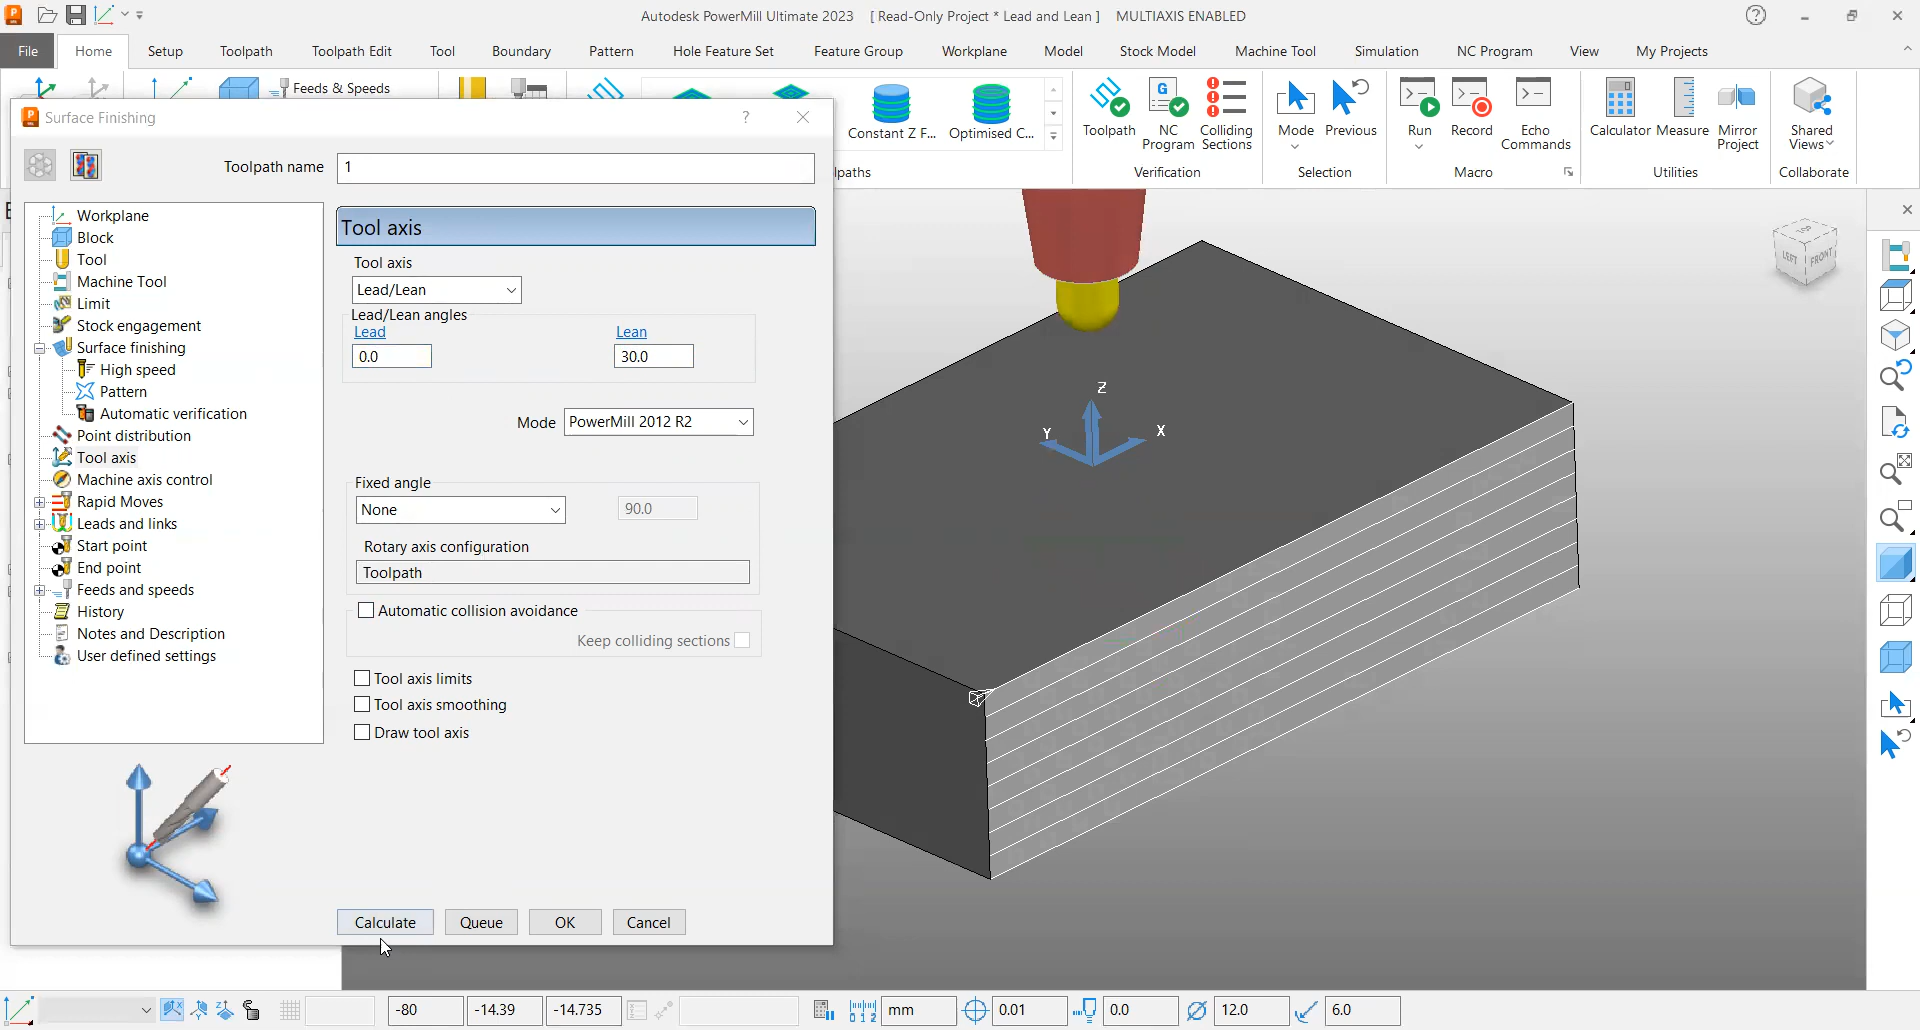 Autodesk PowerMill Ultimate 2023 [ Read-Only Project * Lead and Lean ] MULTIAXIS ENABLED
File Home Setup Toolpath Toolpath Edit Tool Boundary Pattern Hole Feature Set Feature Group Workplane Model Stock Model Machine Tool Simulation NC Program View My Projects
Feeds & Speeds
Constant Z F... Optimised C...
Toolpath NC Program Colliding Sections
Mode Previous
Run Record Echo Commands
Calculator Measure Mirror Project
Shared Views
lpaths Verification Selection Macro Utilities Collaborate
Surface Finishing ?
Toolpath name 1
Workplane
Block
Tool
Machine Tool
Limit
Stock engagement
Surface finishing
High speed
Pattern
Automatic verification
Point distribution
Tool axis
Machine axis control
Rapid Moves
Leads and links
Start point
End point
Feeds and speeds
History
Notes and Description
User defined settings
Tool axis
Tool axis
Lead/Lean
Lead/Lean angles
Lead Lean
0.0 30.0
Mode PowerMill 2012 R2
Fixed angle
None 90.0
Rotary axis configuration
Toolpath
Automatic collision avoidance
Keep colliding sections
Tool axis limits
Tool axis smoothing
Draw tool axis
Calculate Queue OK Cancel
Z
Y X
TOP
LEFT FRONT
-80 -14.39 -14.735 mm 0.01 0.0 12.0 6.0